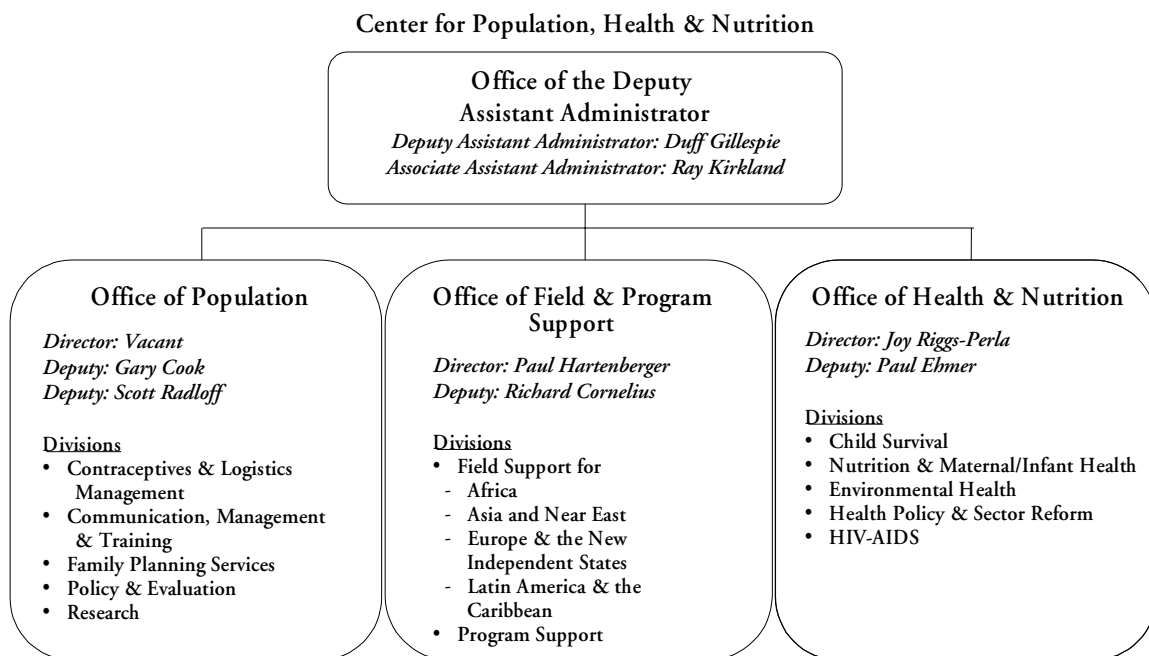 Center for Population, Health & Nutrition
Office of the Deputy
Assistant Administrator
Deputy Assistant Administrator: Duff Gillespie
Associate Assistant Administrator: Ray Kirkland
Office of Population
Director: Vacant
Deputy: Gary Cook
Deputy: Scott Radloff
Divisions
• Contraceptives & Logistics
Management
• Communication, Management
& Training
• Family Planning Services
• Policy & Evaluation
• Research
Office of Field & Program
Support
Director: Paul Hartenberger
Deputy: Richard Cornelius
Divisions
• Field Support for
- Africa
- Asia and Near East
- Europe & the New
Independent States
- Latin America & the
Caribbean
• Program Support
Office of Health & Nutrition
Director: Joy Riggs-Perla
Deputy: Paul Ehmer
Divisions
• Child Survival
• Nutrition & Maternal/Infant Health
• Environmental Health
• Health Policy & Sector Reform
• HIV-AIDS